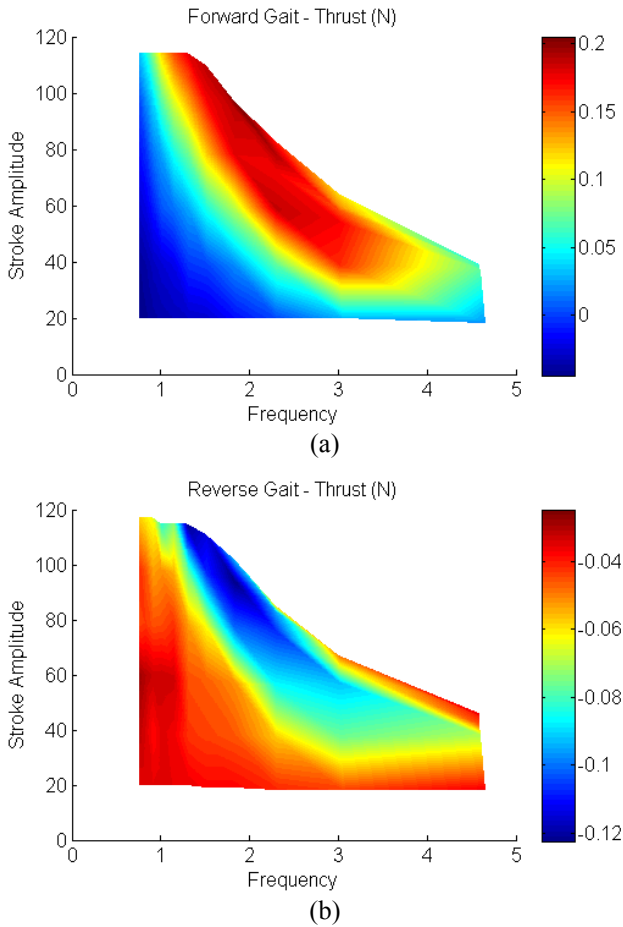 Forward Gait - Thrust (N)
120
100
80
60
40
20
0
Stroke Amplitude
0 1 2 3 4 5
Frequency
0.2
0.15
0.1
0.05
0
(a)
Reverse Gait - Thrust (N)
120
100
80
60
40
20
0
Stroke Amplitude
0 1 2 3 4 5
Frequency
-0.04
-0.06
-0.08
-0.1
-0.12
(b)